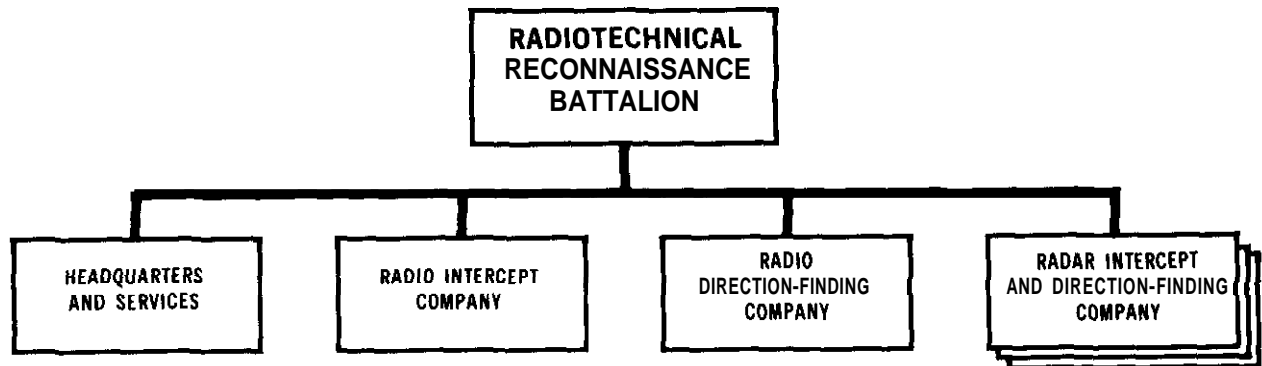 RADIOTECHNICAL
RECONNAISSANCE
BATTALION
HEADQUARTERS
AND SERVICES
RADIO INTERCEPT
COMPANY
RADIO
DIRECTION-FINDING
COMPANY
RADAR INTERCEPT
AND DIRECTION-FINDING
COMPANY